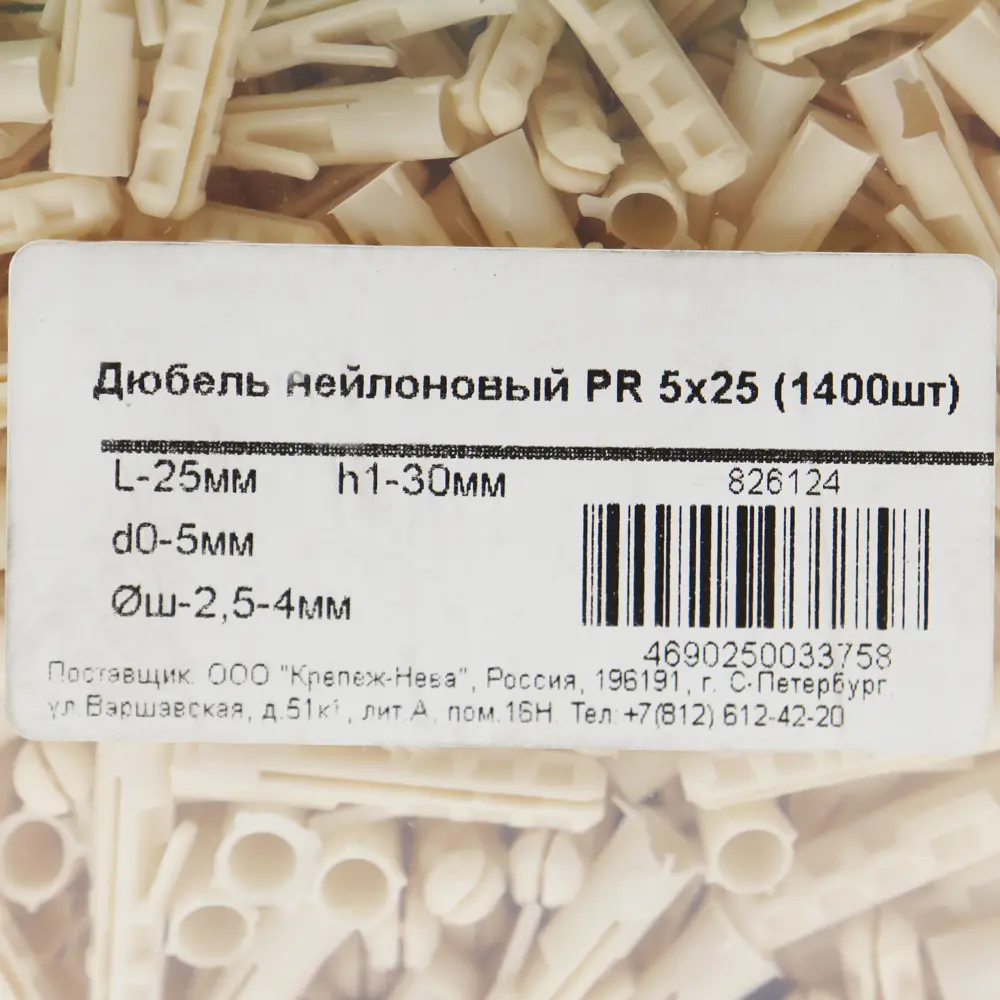 Дюбель нейлоновый PR 5х25 (1400шт)
L-25мм h1-30мм 826124
d0-5мм
Øш-2,5-4мм
4690250033758
Поставщик. ООО "Крепеж-Нева", Россия, 196191, г. С-Петербург,
ул.Варшавская, д.51к1, лит.А, пом.16Н. Тел.+7(812) 612-42-20